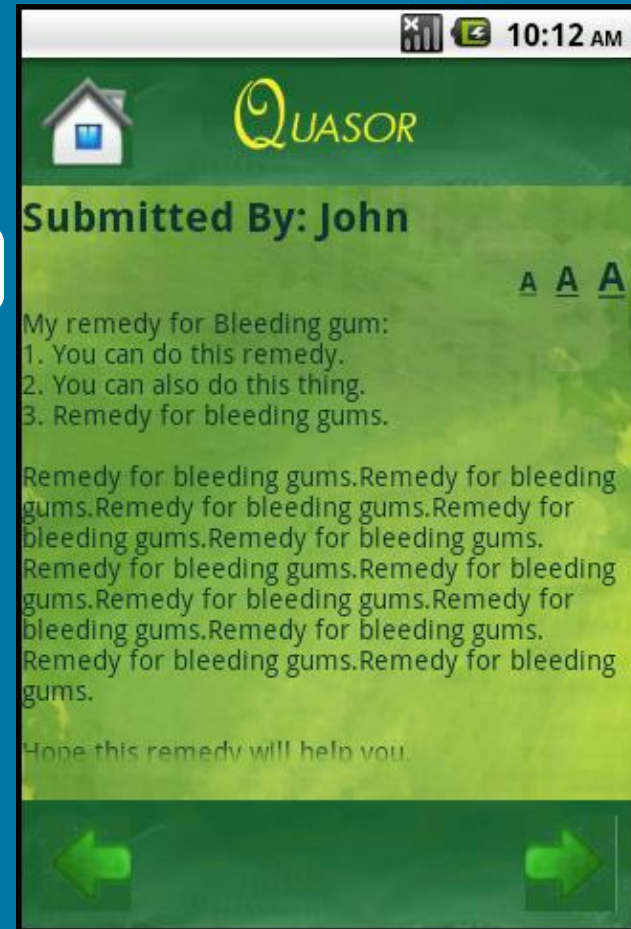 10:12 AM
QUASOR
Submitted By: John
A A A
My remedy for Bleeding gum:
1. You can do this remedy.
2. You can also do this thing.
3. Remedy for bleeding gums.
Remedy for bleeding gums.Remedy for bleeding
gums.Remedy for bleeding gums.Remedy for
bleeding gums.Remedy for bleeding gums.
Remedy for bleeding gums.Remedy for bleeding
gums.Remedy for bleeding gums.Remedy for
bleeding gums.Remedy for bleeding gums.
Remedy for bleeding gums.Remedy for bleeding
gums.
Hope this remedy will help you.